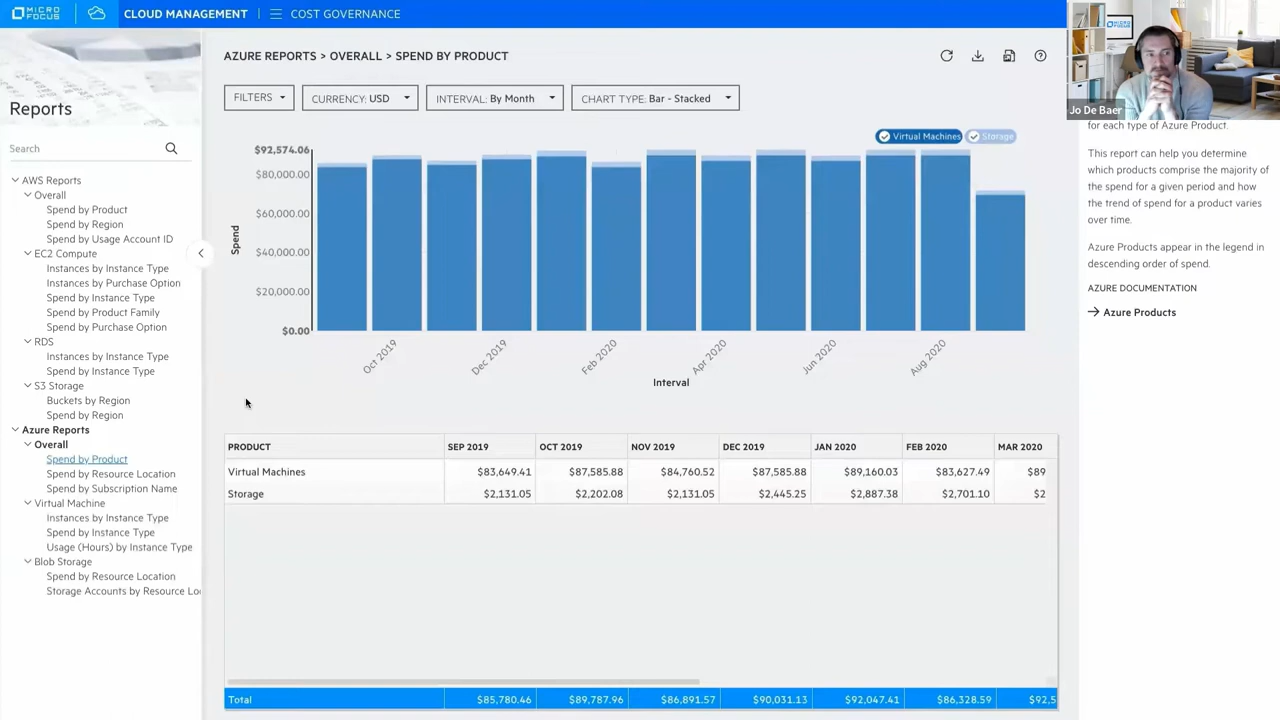 MICRO FOCUS
CLOUD MANAGEMENT
COST GOVERNANCE
Reports
Search
AWS Reports
Overall
Spend by Product
Spend by Region
Spend by Usage Account ID
EC2 Compute
Instances by Instance Type
Instances by Purchase Option
Spend by Instance Type
Spend by Product Family
Spend by Purchase Option
RDS
Instances by Instance Type
Spend by Instance Type
S3 Storage
Buckets by Region
Spend by Region
Azure Reports
Overall
Spend by Product
Spend by Resource Location
Spend by Subscription Name
Virtual Machine
Instances by Instance Type
Spend by Instance Type
Usage (Hours) by Instance Type
Blob Storage
Spend by Resource Location
Storage Accounts by Resource Lo
AZURE REPORTS > OVERALL > SPEND BY PRODUCT
FILTERS
CURRENCY: USD
INTERVAL: By Month
CHART TYPE: Bar - Stacked
Virtual Machines
Storage
$92,574.06
$80,000.00
$60,000.00
$40,000.00
$20,000.00
$0.00
Spend
Oct 2019
Dec 2019
Feb 2020
Apr 2020
Jun 2020
Aug 2020
Interval
PRODUCT SEP 2019 OCT 2019 NOV 2019 DEC 2019 JAN 2020 FEB 2020 MAR 2020
Virtual Machines $83,649.41 $87,585.88 $84,760.52 $87,585.88 $89,160.03 $83,627.49 $89
Storage $2,131.05 $2,202.08 $2,131.05 $2,445.25 $2,887.38 $2,701.10 $2
Total $85,780.46 $89,787.96 $86,891.57 $90,031.13 $92,047.41 $86,328.59 $92,5
Jo De Baer
for each type of Azure Product.
This report can help you determine
which products comprise the majority of
the spend for a given period and how
the trend of spend for a product varies
over time.
Azure Products appear in the legend in
descending order of spend.
AZURE DOCUMENTATION
Azure Products